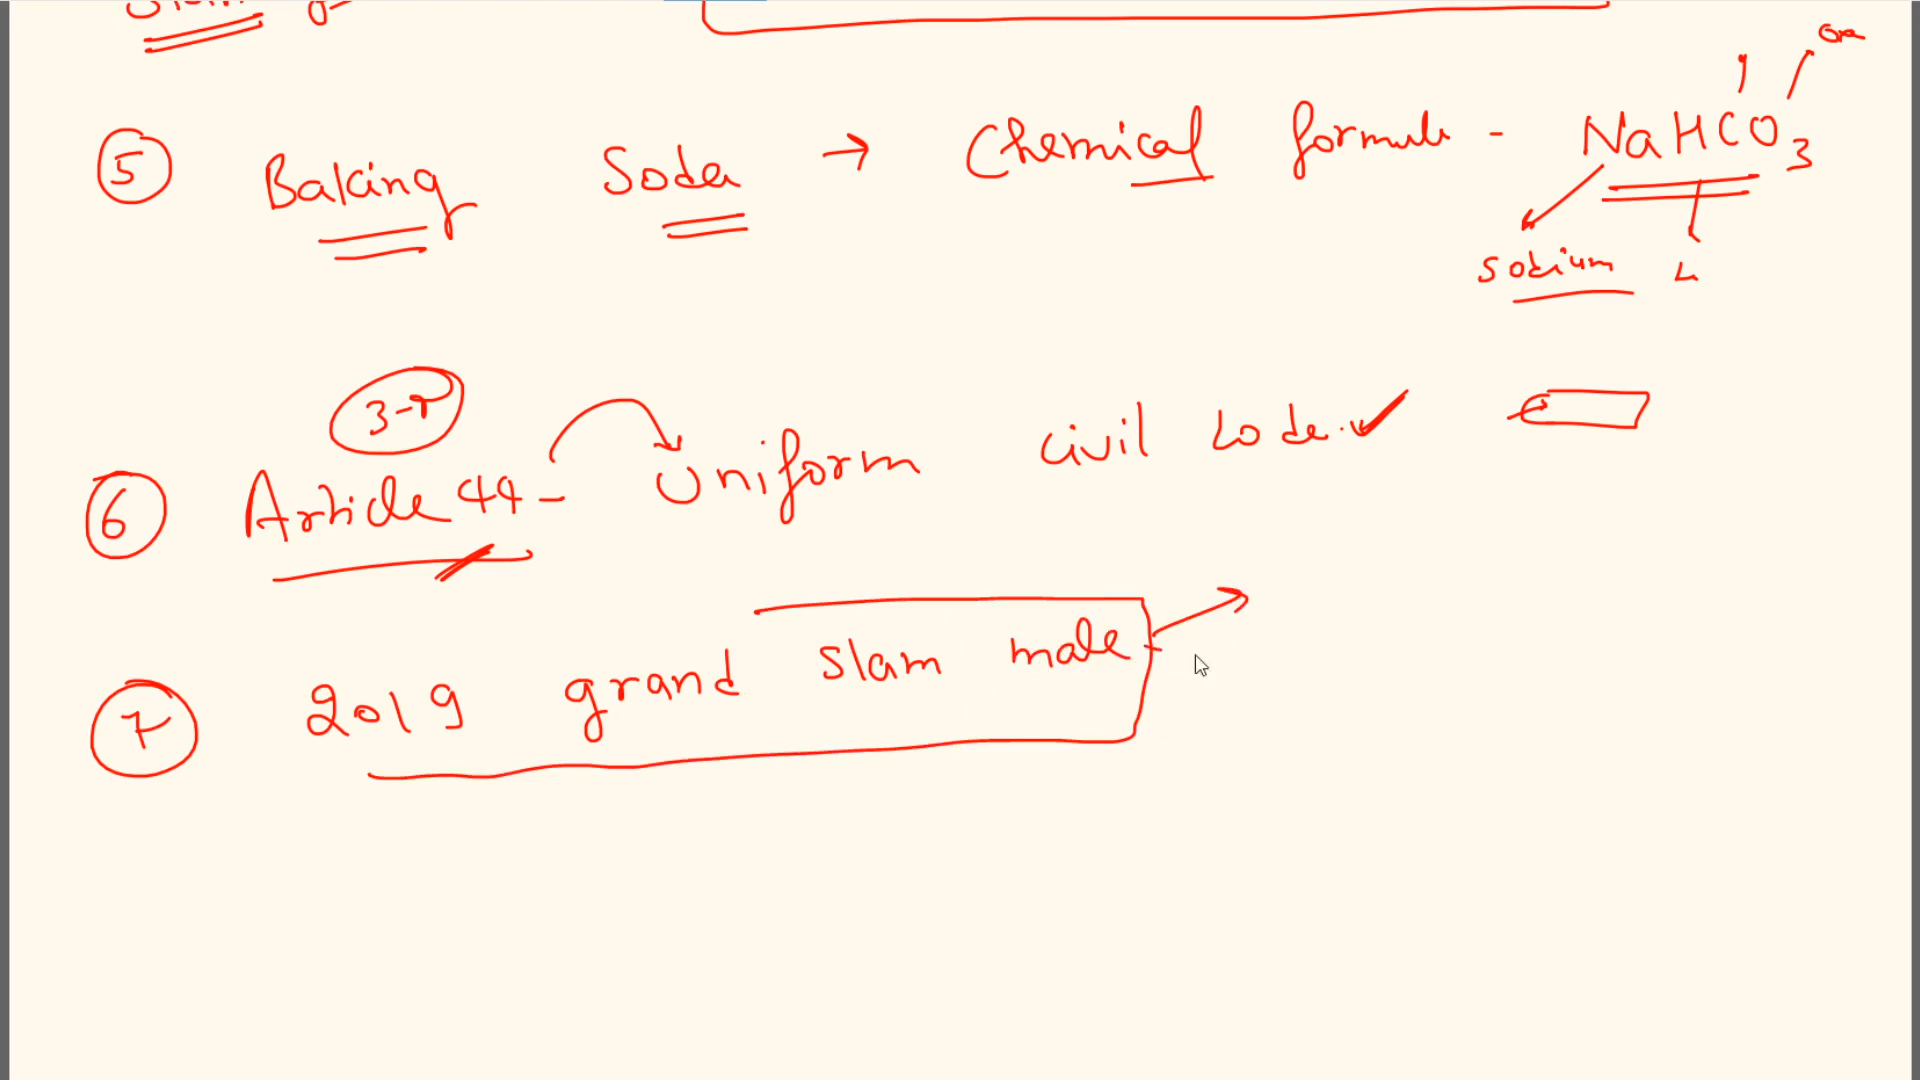 5 Baking Soda → Chemical formula - NaHCO3
Sodium H
3-T
6 Article 44 - Uniform civil code.
7 2019 grand slam male -